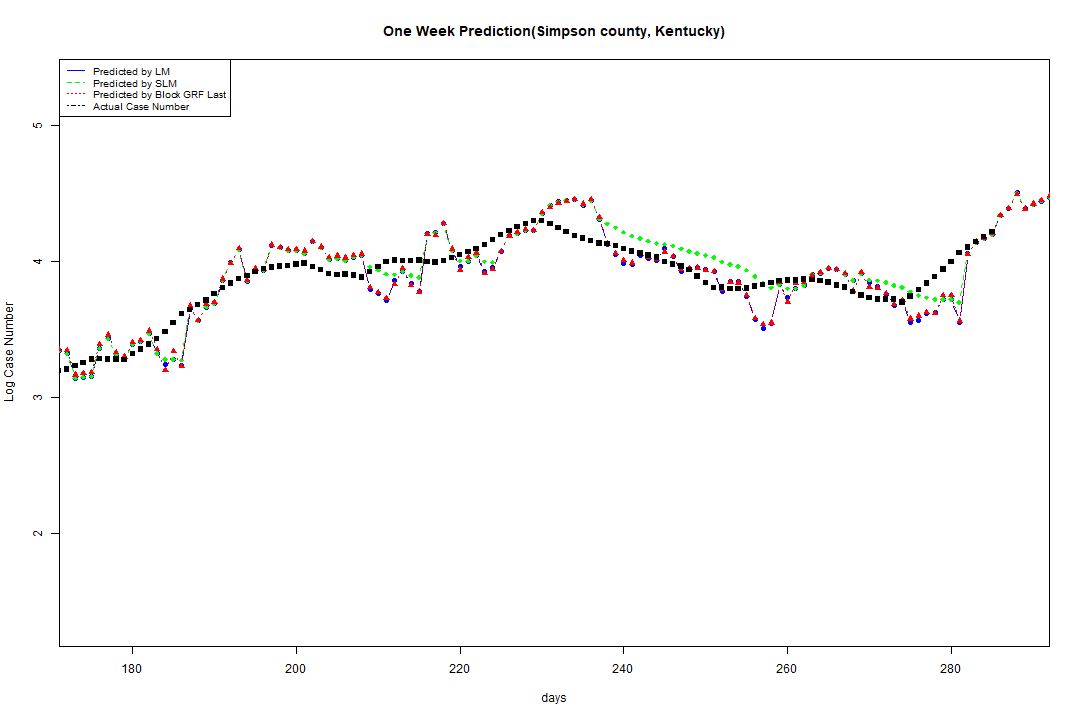 One Week Prediction(Simpson county, Kentucky)
Predicted by LM
Predicted by SLM
Predicted by Block GRF Last
Actual Case Number
5
4
3
2
Log Case Number
180 200 220 240 260 280
days